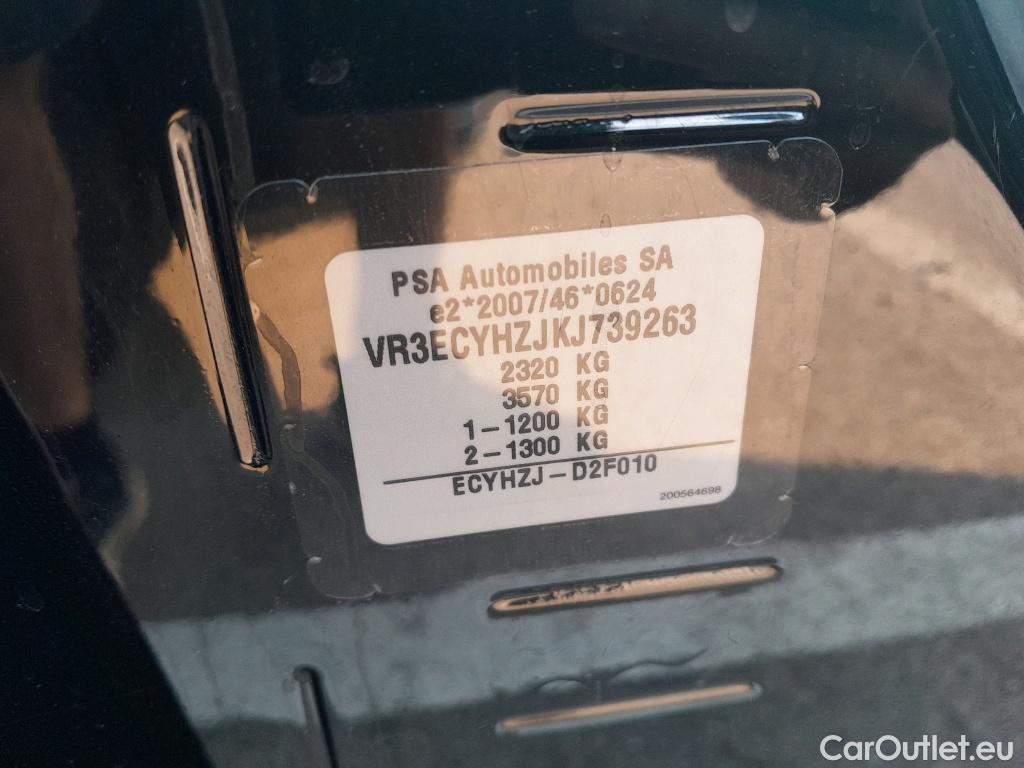 PSA Automobiles SA
e2*2007/46*0624
VR3ECYHZJKJ739263
2320 KG
3570 KG
1-1200 KG
2-1300 KG
ECYHZJ-D2F010
200564698
CarOutlet.eu